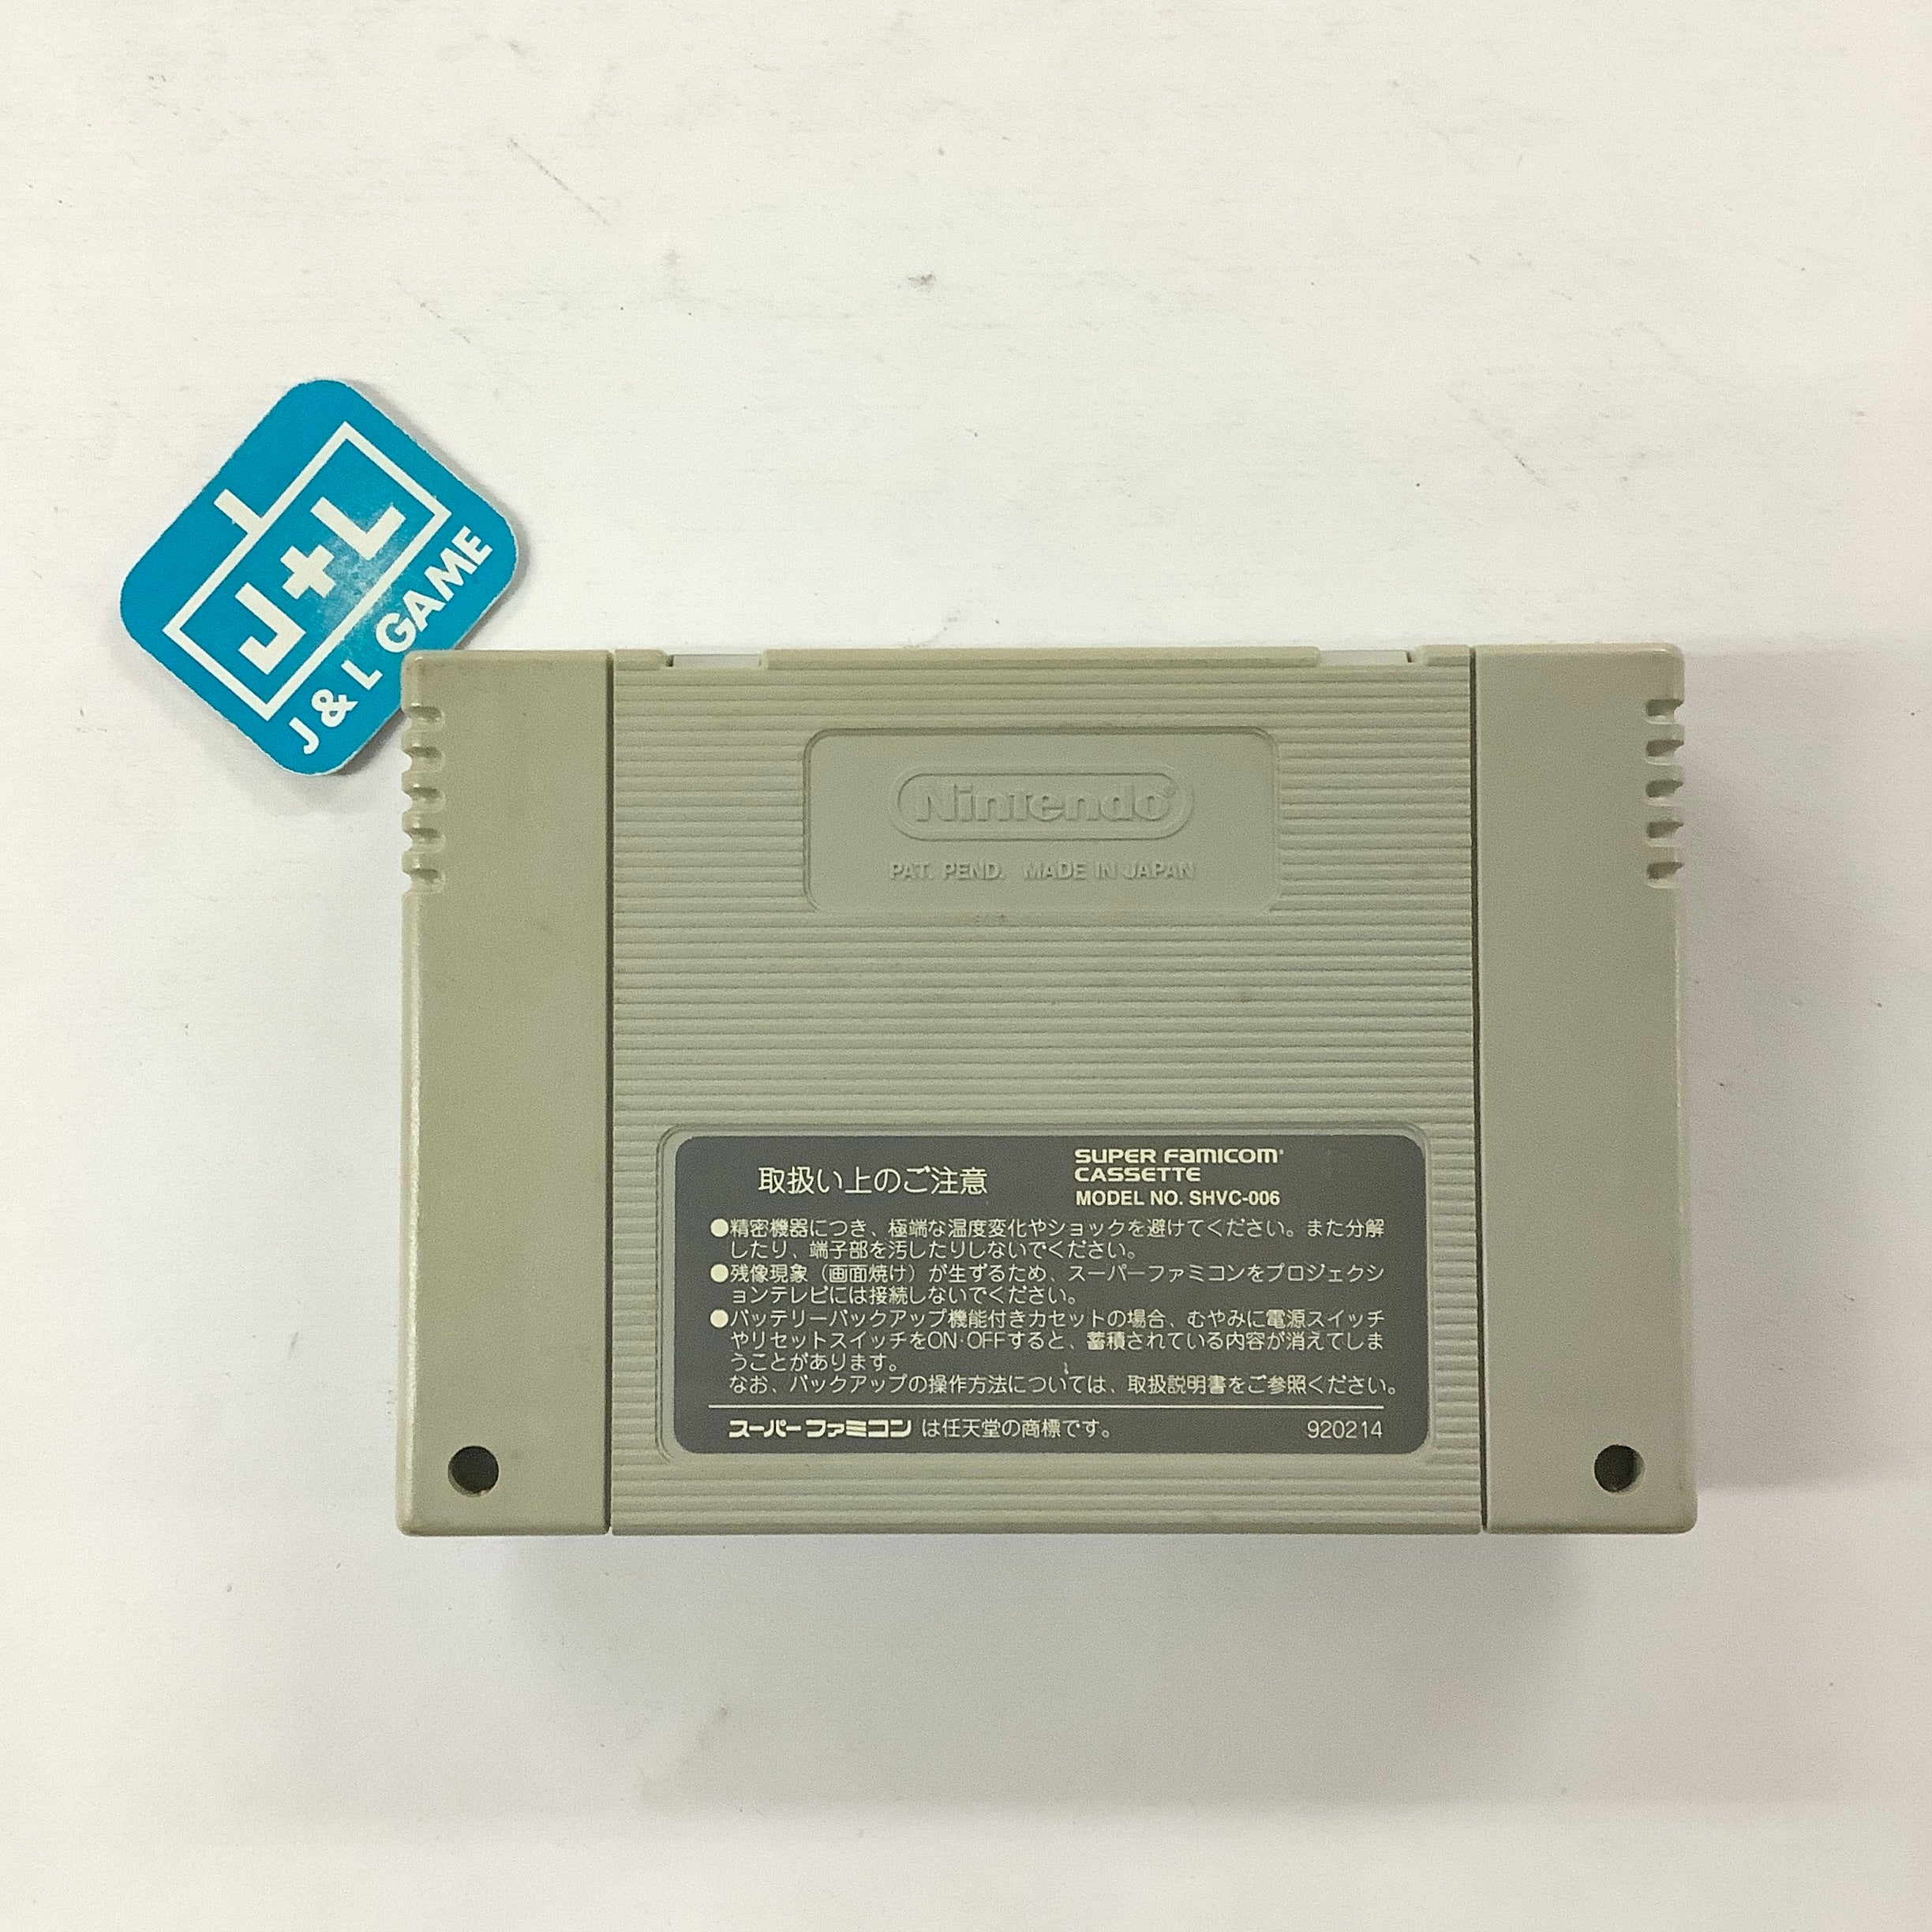 J+L
J & L GAME
Nintendo®
PAT. PEND. MADE IN JAPAN
取扱い上のご注意
SUPER FAMICOM®
CASSETTE
MODEL NO. SHVC-006
●精密機器につき、極端な温度変化やショックを避けてください。また分解
したり、端子部を汚したりしないでください。
●残像現象（画面焼け）が生ずるため、スーパーファミコンをプロジェクシ
ョンテレビには接続しないでください。
●バッテリーバックアップ機能付きカセットの場合、むやみに電源スイッチ
やリセットスイッチをON・OFFすると、蓄積されている内容が消えてしま
うことがあります。
なお、バックアップの操作方法については、取扱説明書をご参照ください。
スーパーファミコン は任天堂の商標です。
920214